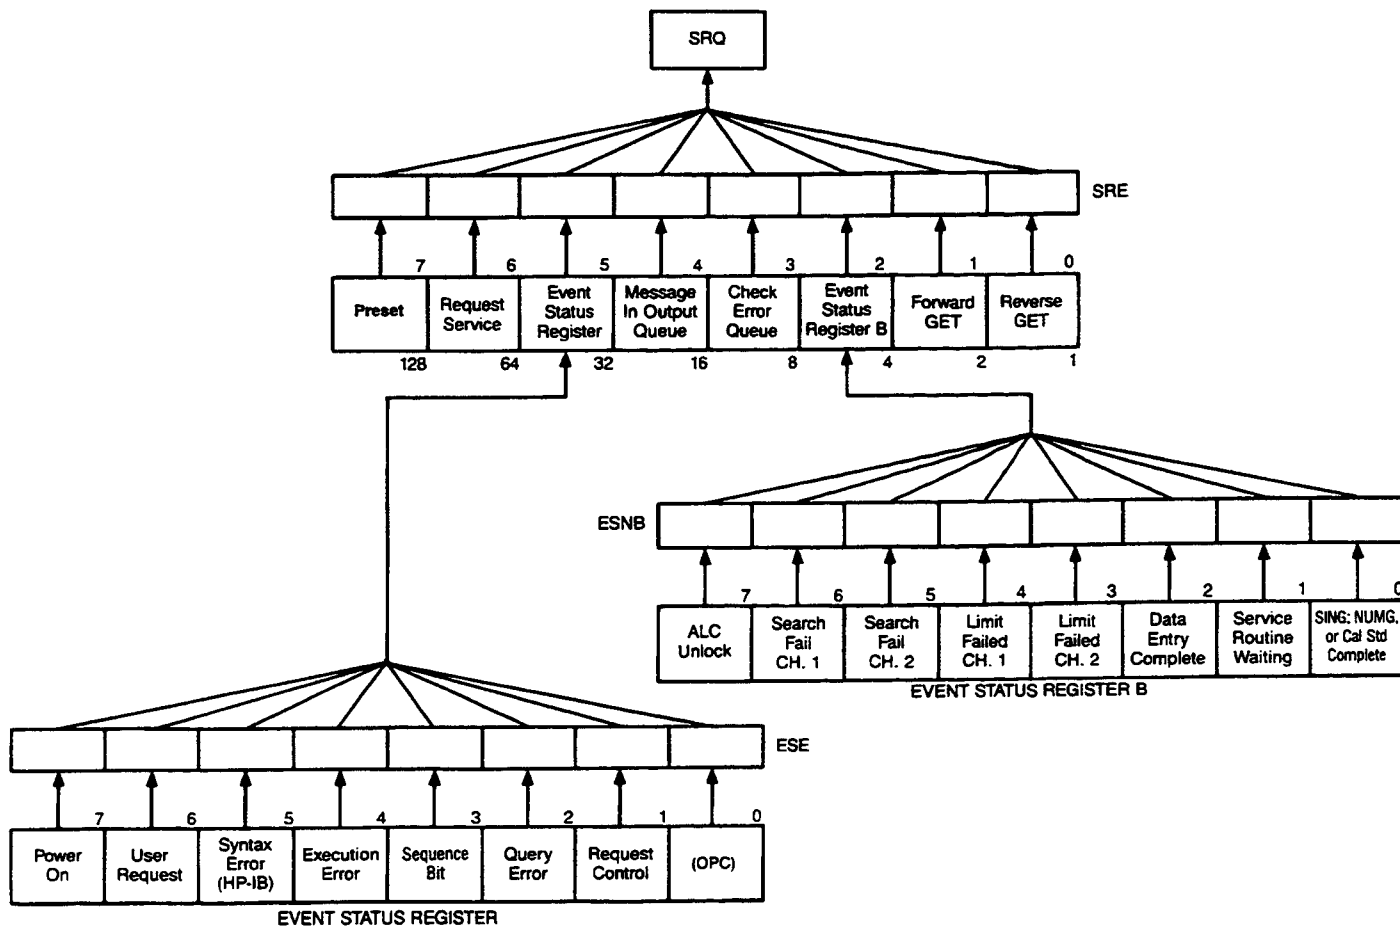 SRQ
SRE
7 6 5 4 3 2 1 0
Preset
Request
Service
Event
Status
Register
Message
In Output
Queue
Check
Error
Queue
Event
Status
Register B
Forward
GET
Reverse
GET
128 64 32 16 8 4 2 1
ESNB
7 6 5 4 3 2 1 0
ALC
Unlock
Search
Fail
CH. 1
Search
Fail
CH. 2
Limit
Failed
CH. 1
Limit
Failed
CH. 2
Data
Entry
Complete
Service
Routine
Waiting
SING; NUMG,
or Cal Std
Complete
EVENT STATUS REGISTER B
ESE
7 6 5 4 3 2 1 0
Power
On
User
Request
Syntax
Error
(HP-IB)
Execution
Error
Sequence
Bit
Query
Error
Request
Control
(OPC)
EVENT STATUS REGISTER